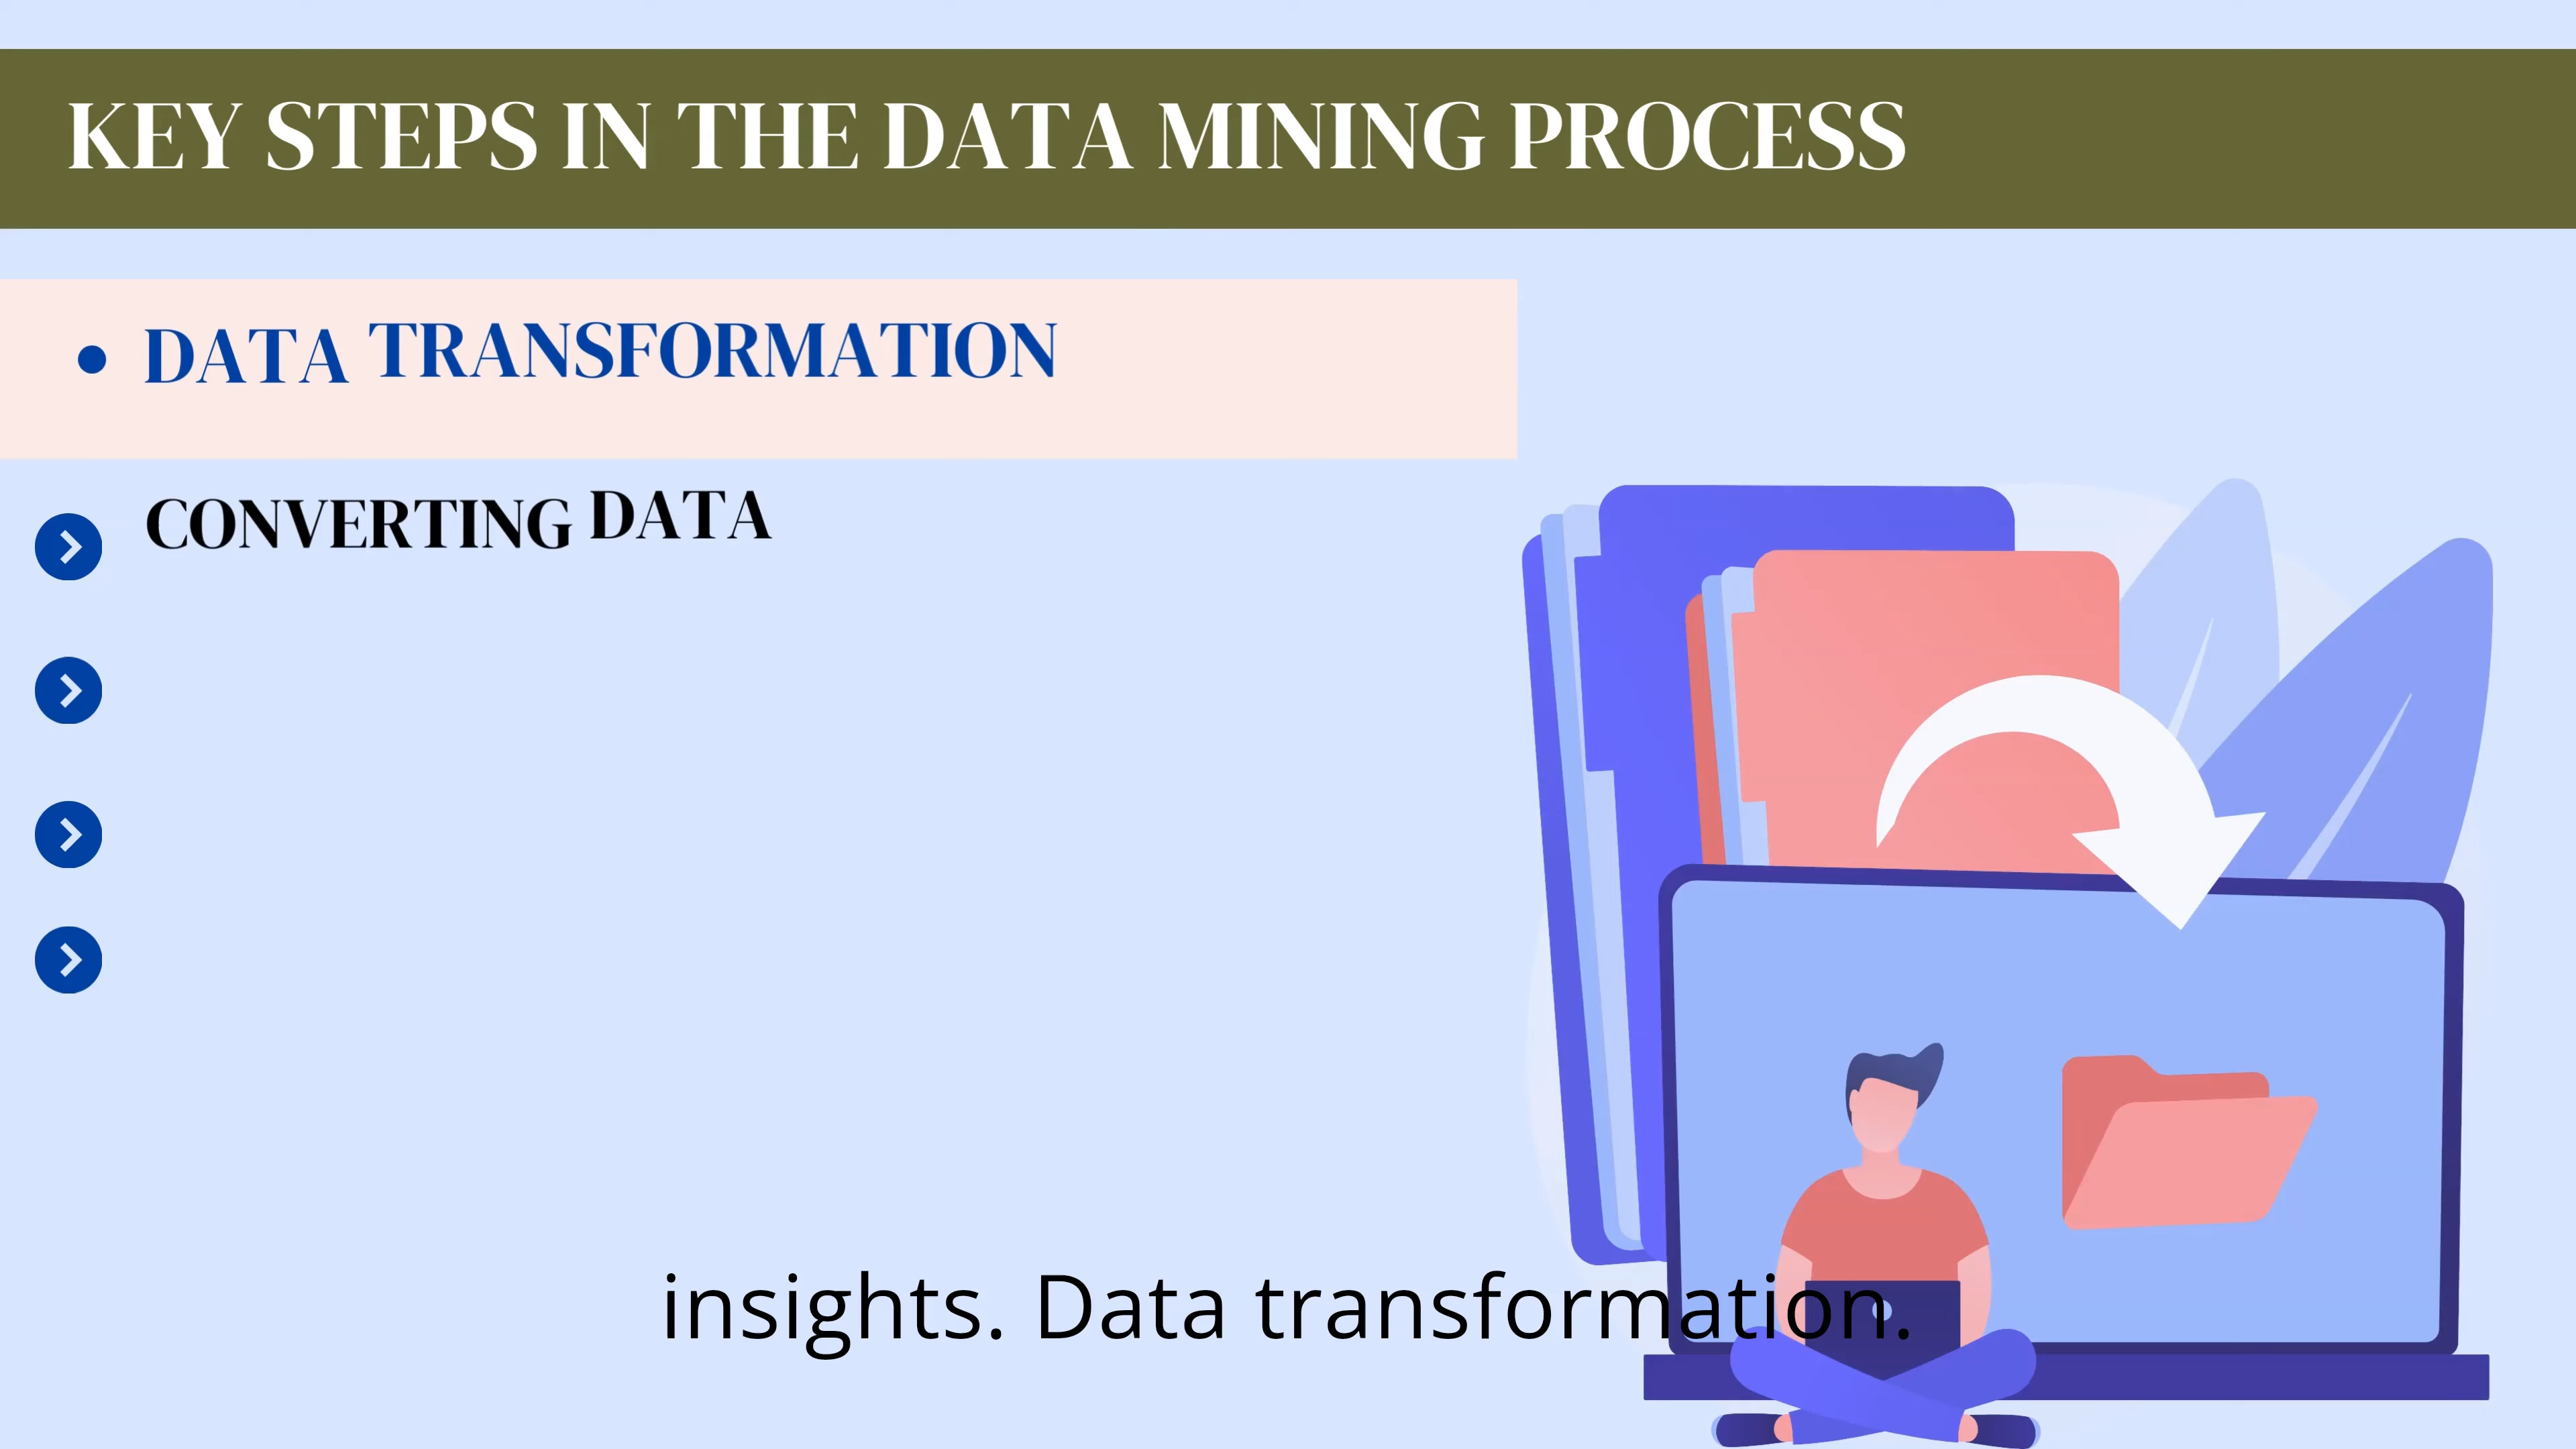 KEY STEPS IN THE DATA MINING PROCESS
DATA TRANSFORMATION
CONVERTING DATA
insights. Data transformation.